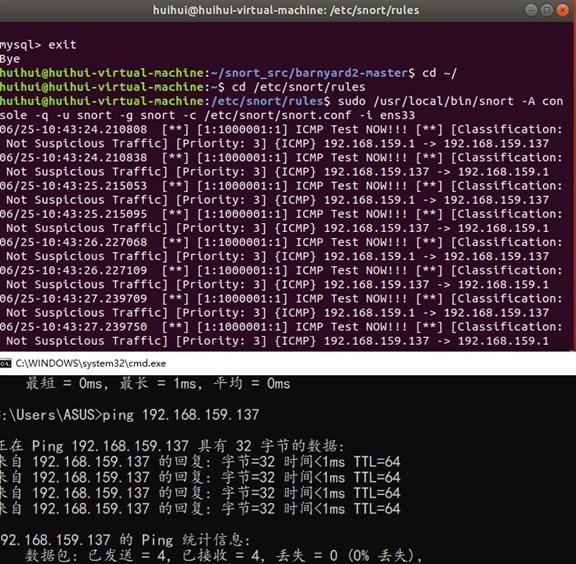 huihui@huihui-virtual-machine: /etc/snort/rules
mysql> exit
Bye
huihui@huihui-virtual-machine:~/snort_src/barnyard2-master$ cd ~/
huihui@huihui-virtual-machine:~$ cd /etc/snort/rules
huihui@huihui-virtual-machine:/etc/snort/rules$ sudo /usr/local/bin/snort -A con
sole -q -u snort -g snort -c /etc/snort/snort.conf -i ens33
06/25-10:43:24.210808  [**] [1:1000001:1] ICMP Test NOW!!! [**] [Classification:
 Not Suspicious Traffic] [Priority: 3] {ICMP} 192.168.159.1 -> 192.168.159.137
06/25-10:43:24.210838  [**] [1:1000001:1] ICMP Test NOW!!! [**] [Classification:
 Not Suspicious Traffic] [Priority: 3] {ICMP} 192.168.159.137 -> 192.168.159.1
06/25-10:43:25.215053  [**] [1:1000001:1] ICMP Test NOW!!! [**] [Classification:
 Not Suspicious Traffic] [Priority: 3] {ICMP} 192.168.159.1 -> 192.168.159.137
06/25-10:43:25.215095  [**] [1:1000001:1] ICMP Test NOW!!! [**] [Classification:
 Not Suspicious Traffic] [Priority: 3] {ICMP} 192.168.159.137 -> 192.168.159.1
06/25-10:43:26.227068  [**] [1:1000001:1] ICMP Test NOW!!! [**] [Classification:
 Not Suspicious Traffic] [Priority: 3] {ICMP} 192.168.159.1 -> 192.168.159.137
06/25-10:43:26.227109  [**] [1:1000001:1] ICMP Test NOW!!! [**] [Classification:
 Not Suspicious Traffic] [Priority: 3] {ICMP} 192.168.159.137 -> 192.168.159.1
06/25-10:43:27.239709  [**] [1:1000001:1] ICMP Test NOW!!! [**] [Classification:
 Not Suspicious Traffic] [Priority: 3] {ICMP} 192.168.159.1 -> 192.168.159.137
06/25-10:43:27.239750  [**] [1:1000001:1] ICMP Test NOW!!! [**] [Classification:
 Not Suspicious Traffic] [Priority: 3] {ICMP} 192.168.159.137 -> 192.168.159.1
C:\WINDOWS\system32\cmd.exe
最短 = 0ms, 最长 = 1ms, 平均 = 0ms
:\Users\ASUS>ping 192.168.159.137
正在 Ping 192.168.159.137 具有 32 字节的数据:
来自 192.168.159.137 的回复: 字节=32 时间<1ms TTL=64
来自 192.168.159.137 的回复: 字节=32 时间<1ms TTL=64
来自 192.168.159.137 的回复: 字节=32 时间<1ms TTL=64
来自 192.168.159.137 的回复: 字节=32 时间<1ms TTL=64
92.168.159.137 的 Ping 统计信息:
数据包: 已发送 = 4, 已接收 = 4, 丢失 = 0 (0% 丢失),